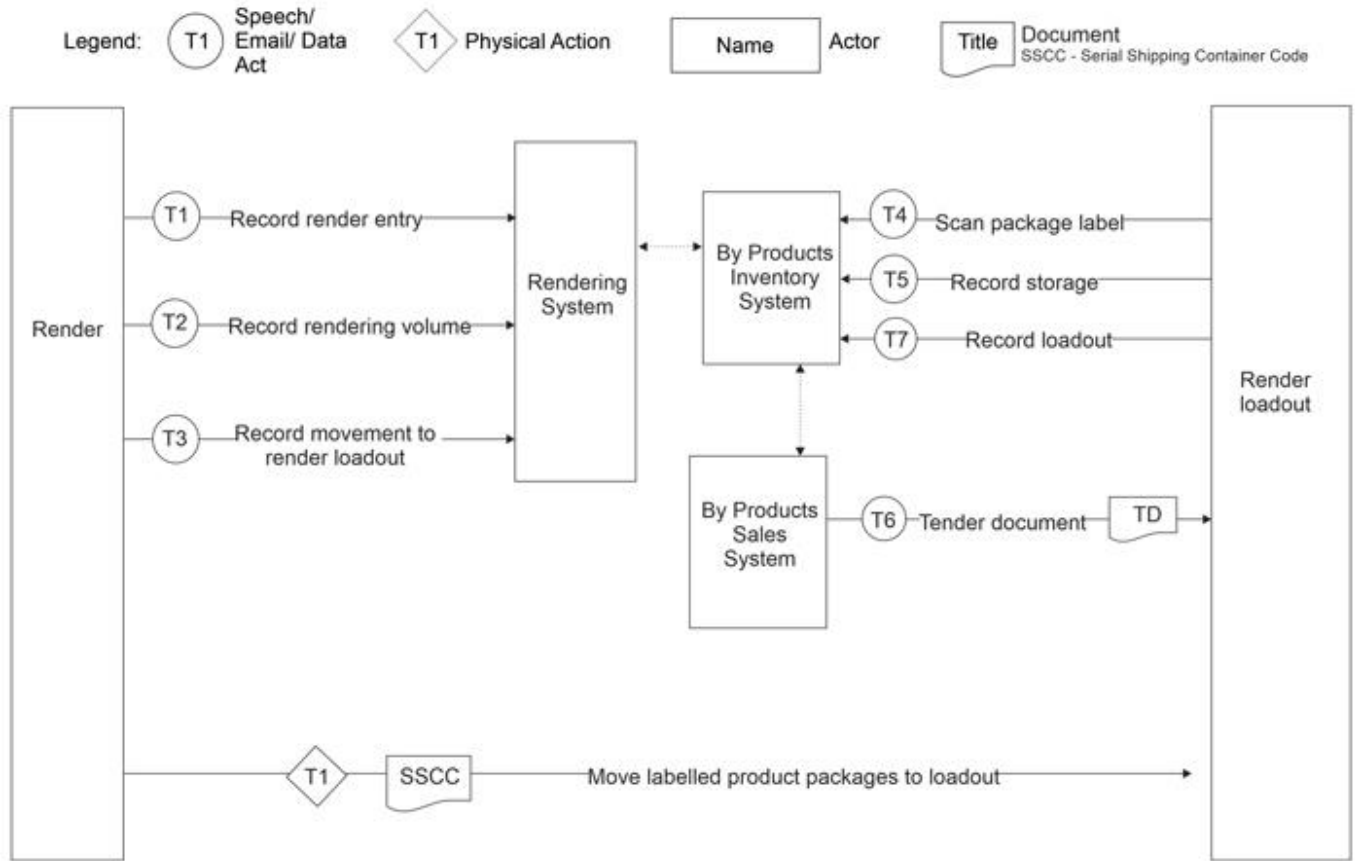 Legend:
T1
Speech/
Email/ Data
Act
T1
Physical Action
Name
Actor
Title
Document
SSCC - Serial Shipping Container Code
Render
T1
Record render entry
T2
Record rendering volume
T3
Record movement to
render loadout
Rendering
System
By Products
Inventory
System
T4
Scan package label
T5
Record storage
T7
Record loadout
By Products
Sales
System
T6
Tender document
TD
Render
loadout
T1
SSCC
Move labelled product packages to loadout